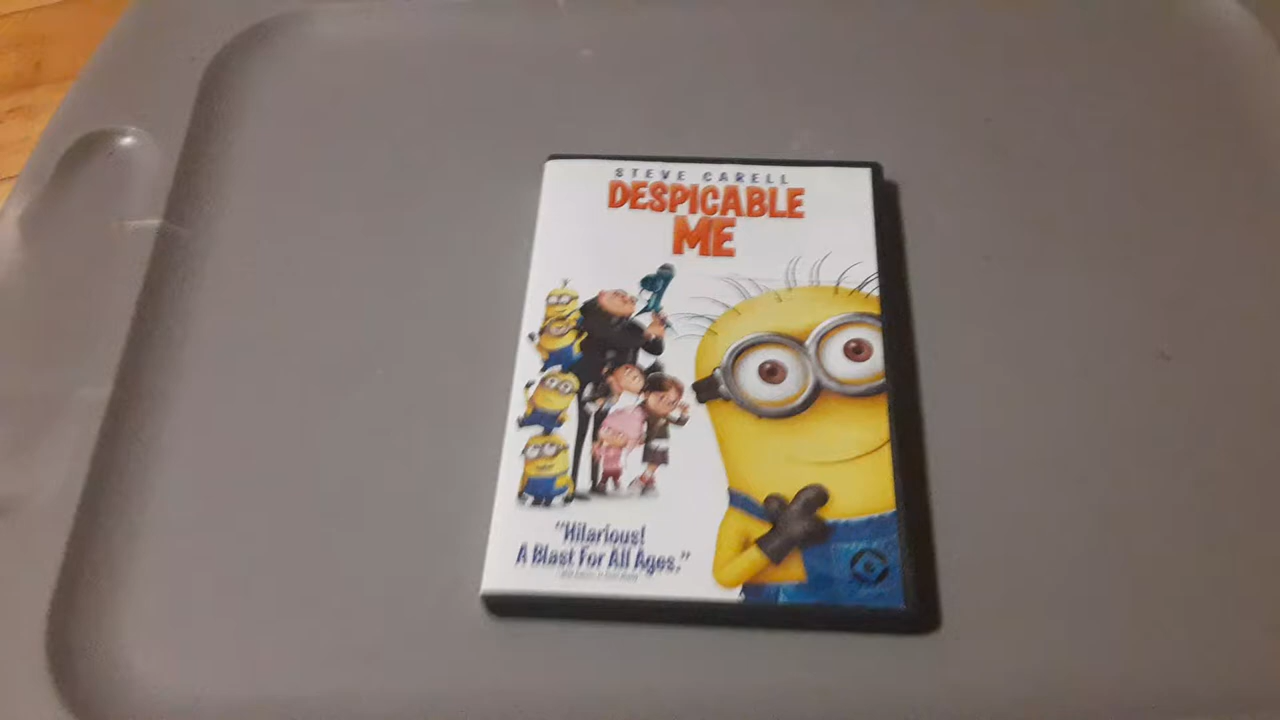 STEVE CARELL
DESPICABLE
ME
"Hilarious!
A Blast For All Ages."